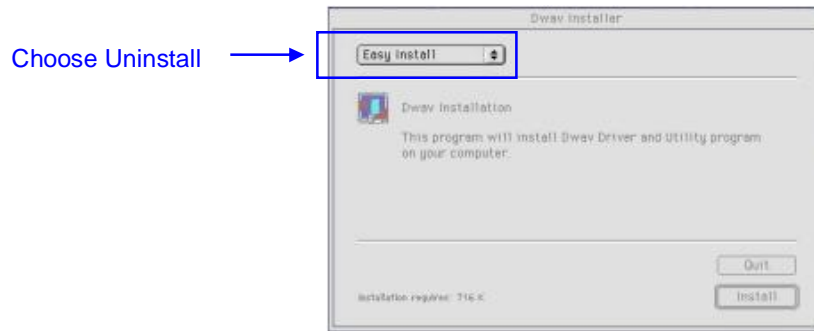 Dwav Installer
Choose Uninstall
Easy Install
Dwav Installation
This program will install Dwav Driver and Utility program
on your computer.
Installation requires: 716 K
Quit
Install